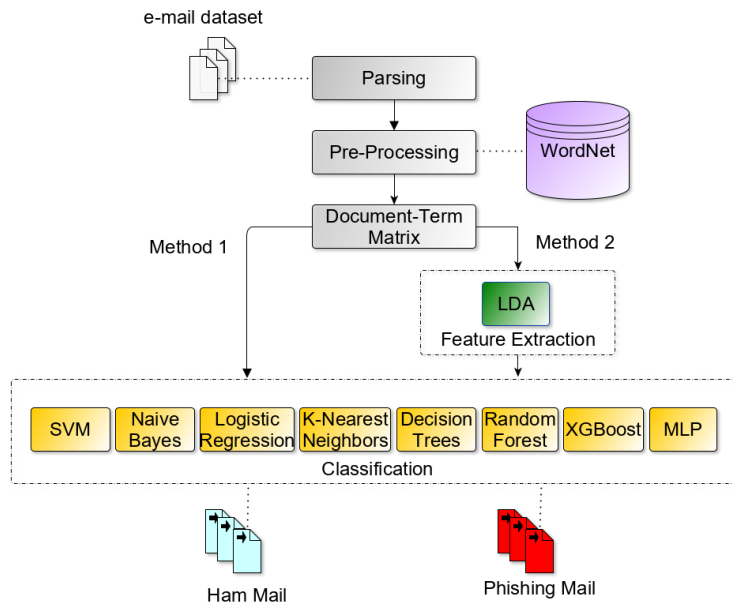 e-mail dataset
Parsing
Pre-Processing
WordNet
Document-Term
Matrix
Method 1
Method 2
LDA
Feature Extraction
SVM
Naive
Bayes
Logistic
Regression
K-Nearest
Neighbors
Decision
Trees
Random
Forest
XGBoost
MLP
Classification
Ham Mail
Phishing Mail